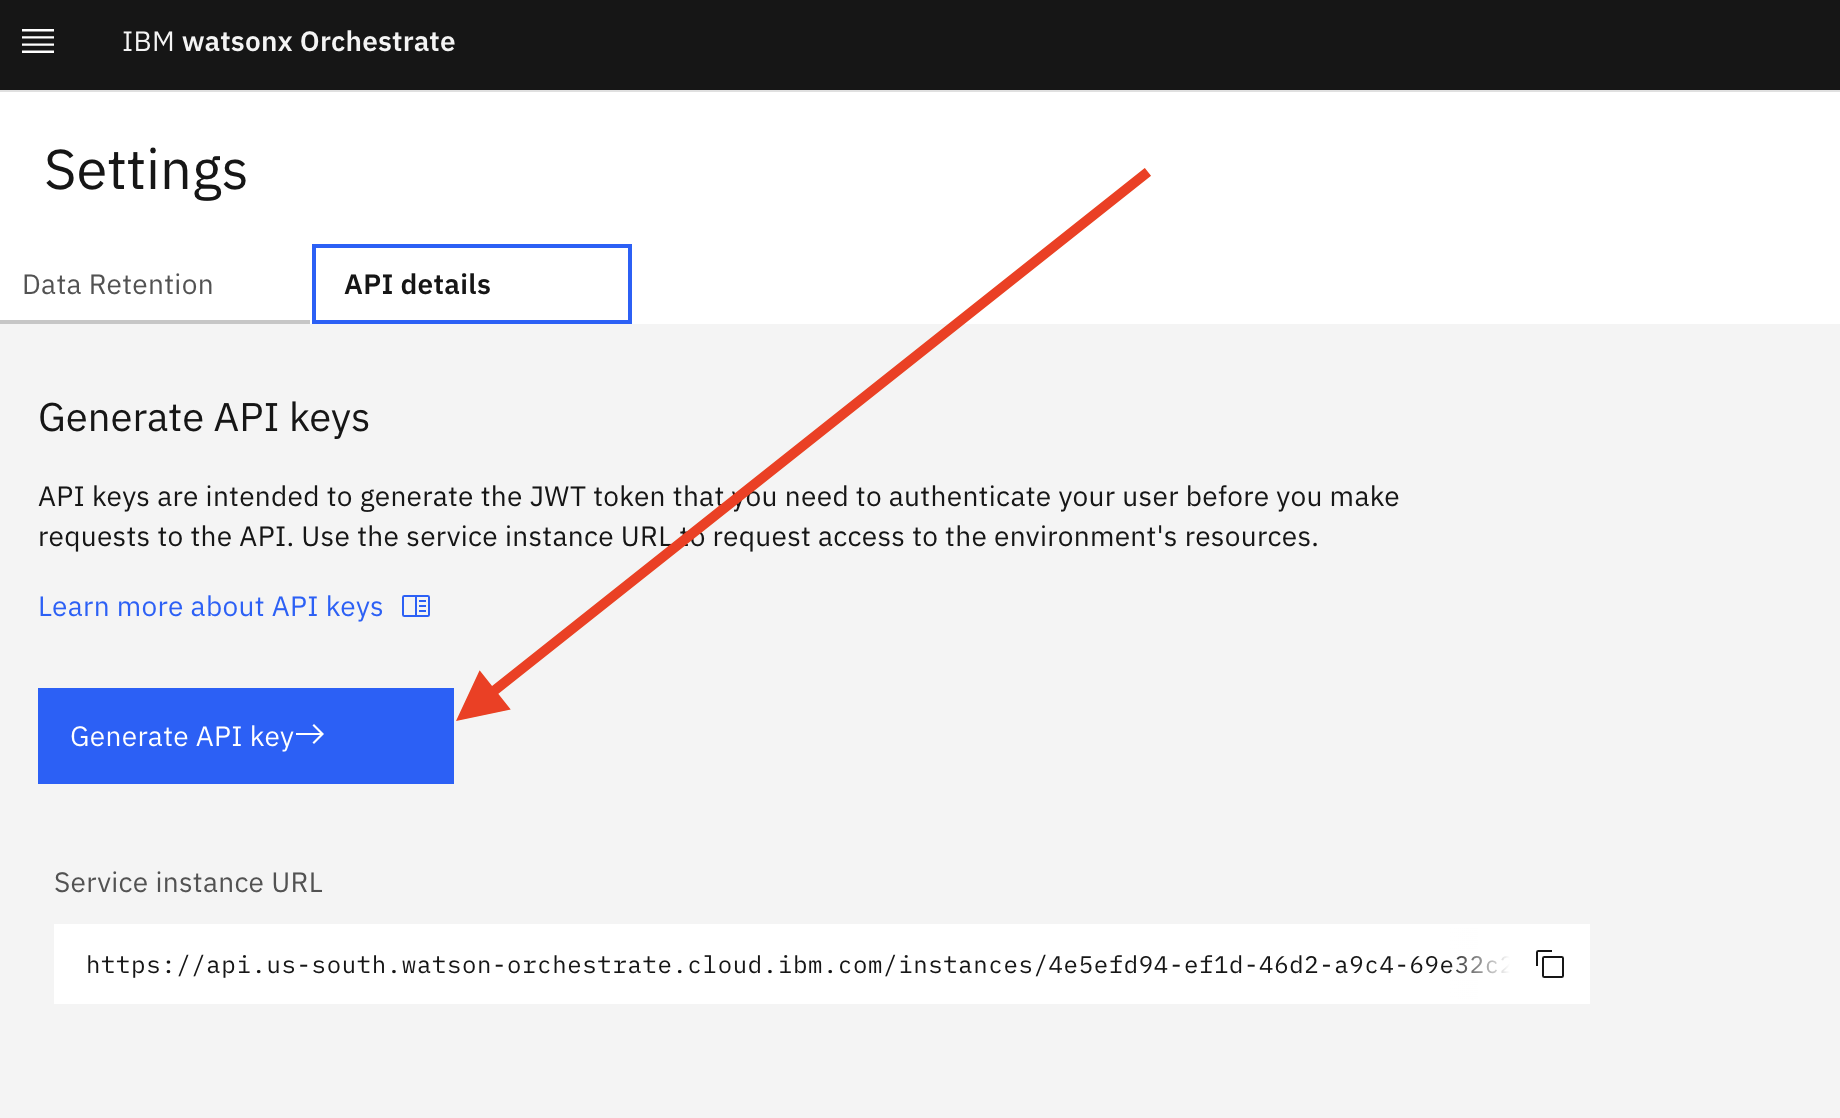 IBM watsonx Orchestrate
Settings
Data Retention
API details
Generate API keys
API keys are intended to generate the JWT token that you need to authenticate your user before you make
requests to the API. Use the service instance URL to request access to the environment's resources.
Learn more about API keys
Generate API key
Service instance URL
https://api.us-south.watson-orchestrate.cloud.ibm.com/instances/4e5efd94-ef1d-46d2-a9c4-69e32c2